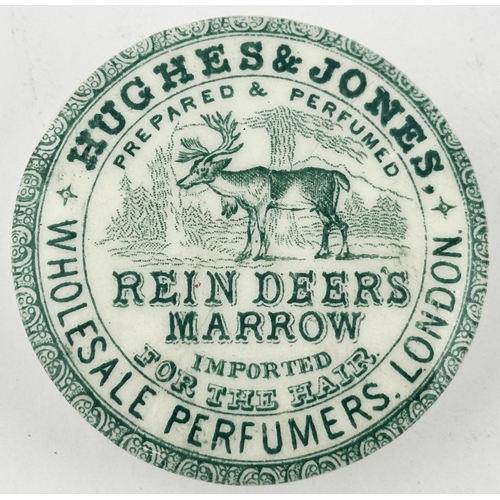 HUGHES & JONES,
PREPARED & PERFUMED
REIN DEER'S
MARROW
IMPORTED
FOR THE HAIR.
WHOLESALE PERFUMERS. LONDON.